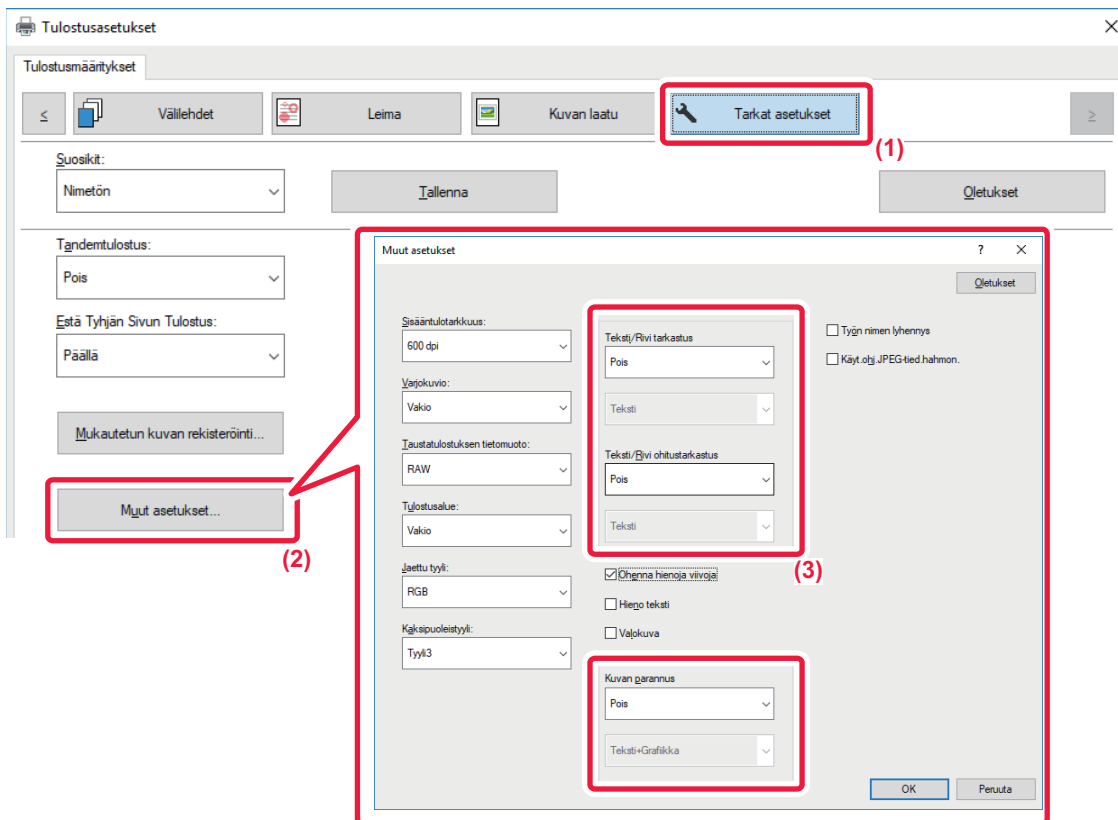 Tulostusasetukset
Tulostusmääritykset
<
Välilehdet
Leima
Kuvan laatu
Tarkat asetukset
>
(1)
Suosikit:
Nimetön
Tallenna
Oletukset
Tandemtulostus:
Pois
Estä Tyhjän Sivun Tulostus:
Päällä
Mukautetun kuvan rekisteröinti...
Muut asetukset...
(2)
Muut asetukset
?
Oletukset
Sisääntulotarkkuus:
600 dpi
Varjokuvio:
Vakio
Taustatulostuksen tietomuoto:
RAW
Tulostusalue:
Vakio
Jaettu tyyli:
RGB
Kaksipuoleistyyli:
Tyyli3
Teksti/Rivi tarkastus
Pois
Teksti
Teksti/Rivi ohitustarkastus
Pois
Teksti
(3)
Ohenna hienoja viivoja
Hieno teksti
Valokuva
Kuvan parannus
Pois
Teksti+Grafiikka
Työn nimen lyhennys
Käyt.ohj.JPEG-tied.hahmon.
OK
Peruuta